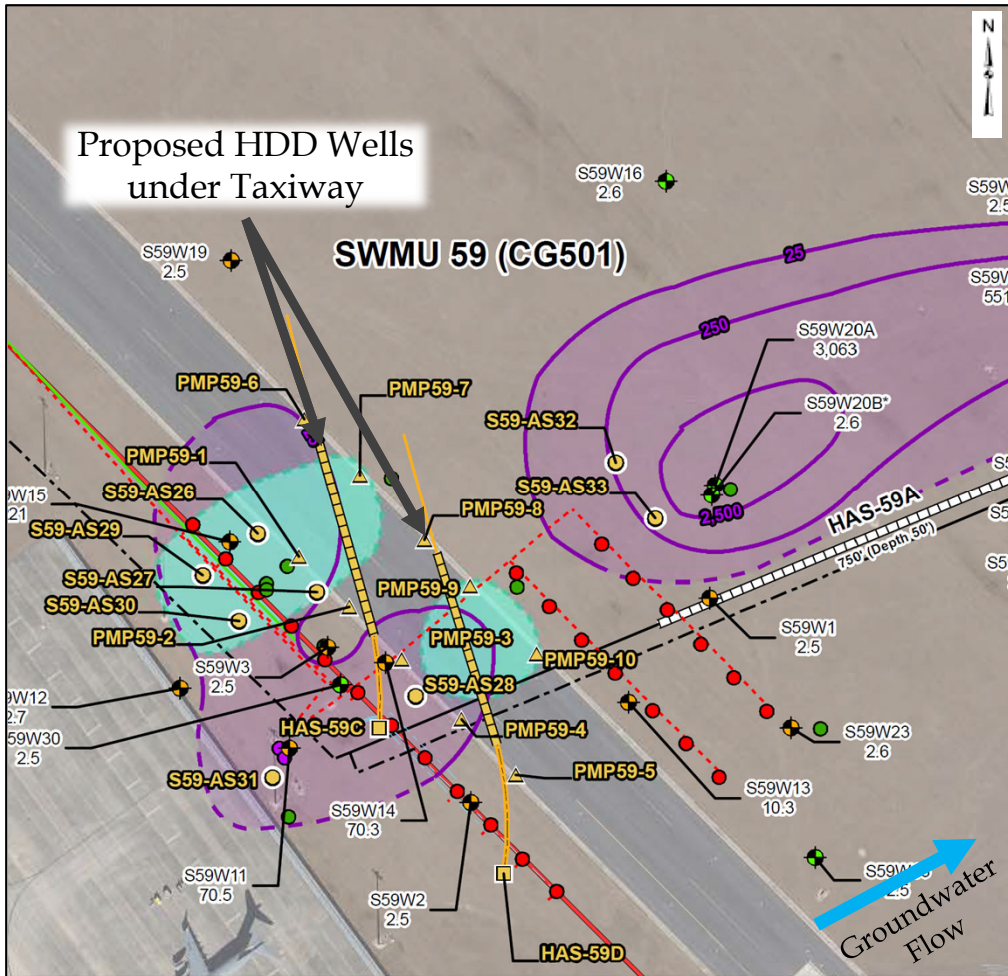 N
Proposed HDD Wells
under Taxiway
S59W16
2.6
S59W19
2.5
SWMU 59 (CG501)
25
250
S59W20A
3,063
551
PMP59-6
PMP59-7
S59W20B*
2.6
S59-AS32
PMP59-1
S59-AS26
S59-AS33
2,500
HAS-59A
750' (Depth 50')
S59-AS29
PMP59-8
S59-AS27
PMP59-9
S59-AS30
PMP59-2
PMP59-3
PMP59-10
S59W1
2.5
S59W3
2.5
S59-AS28
HAS-59C
PMP59-4
S59W23
2.6
S59-AS31
PMP59-5
S59W13
10.3
S59W14
70.3
S59W11
70.5
S59W2
2.5
HAS-59D
Groundwater
Flow